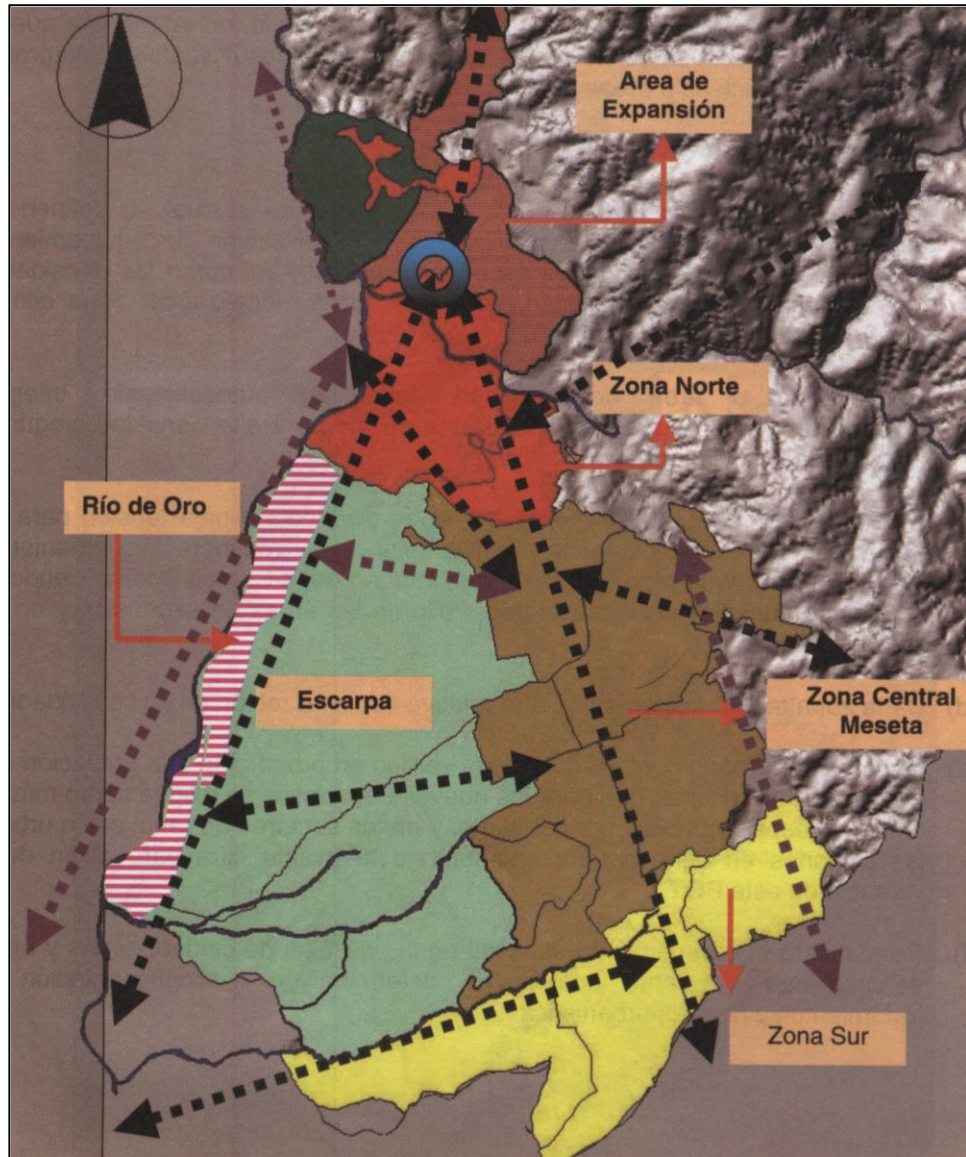 Area de
Expansión
Zona Norte
Río de Oro
Escarpa
Zona Central
Meseta
Zona Sur